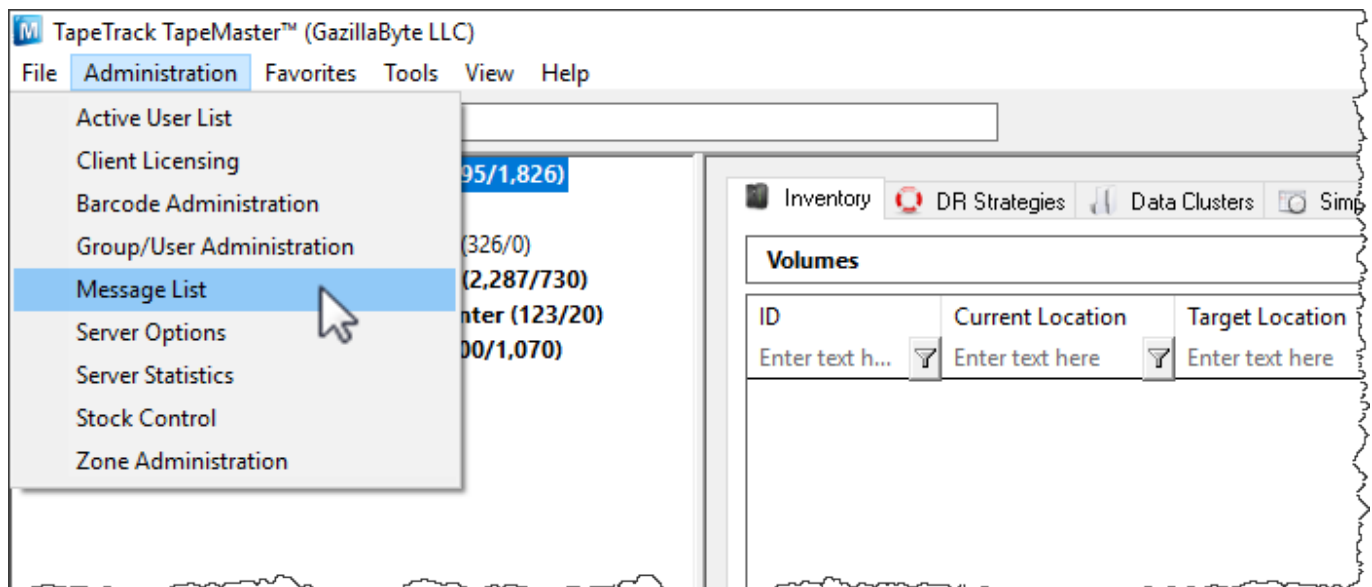 TapeTrack TapeMaster™ (GazillaByte LLC)
File Administration Favorites Tools View Help
Active User List
Client Licensing
Barcode Administration
Group/User Administration
Message List
Server Options
Server Statistics
Stock Control
Zone Administration
95/1,826)
(326/0)
(2,287/730)
nter (123/20)
00/1,070)
Inventory DR Strategies Data Clusters Simp
Volumes
ID Current Location Target Location
Enter text h... Enter text here Enter text here